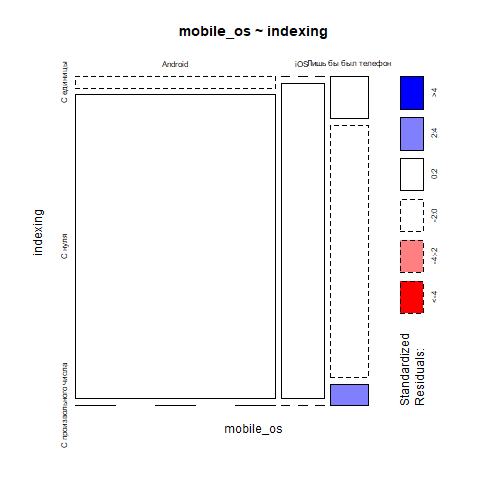 mobile_os ~ indexing
Android
iOS
Лишь бы был телефон
С единицы
С нуля
С произвольного числа
indexing
mobile_os
>4
2:4
0:2
-2:0
-4:-2
<-4
Standardized
Residuals: